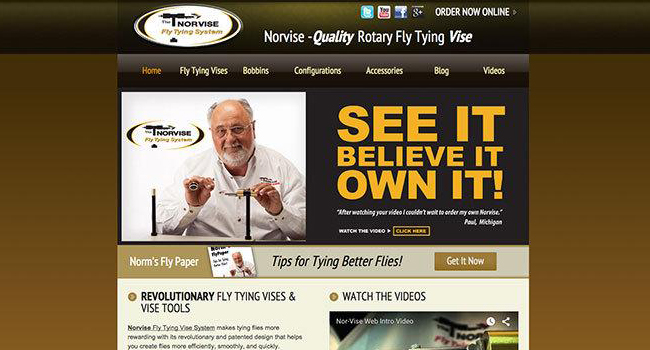 The NORVISE
Fly Tying System
ORDER NOW ONLINE
Norvise - Quality Rotary Fly Tying Vise
Home Fly Tying Vises Bobbins Configurations Accessories Blog Videos
The NORVISE
Fly Tying System
SEE IT
BELIEVE IT
OWN IT!
"After watching your video I couldn't wait to order my own Norvise."
Paul, Michigan
WATCH THE VIDEO CLICK HERE
Norm's Fly Paper
Norm's
FlyPaper
Tips for Tying Better Flies!
Get It Now
REVOLUTIONARY FLY TYING VISES &
VISE TOOLS
Norvise Fly Tying Vise System makes tying flies more
rewarding with its revolutionary and patented design that helps
you create flies more efficiently, smoothly, and quickly.
WATCH THE VIDEOS
Nor-Vise Web Intro Video